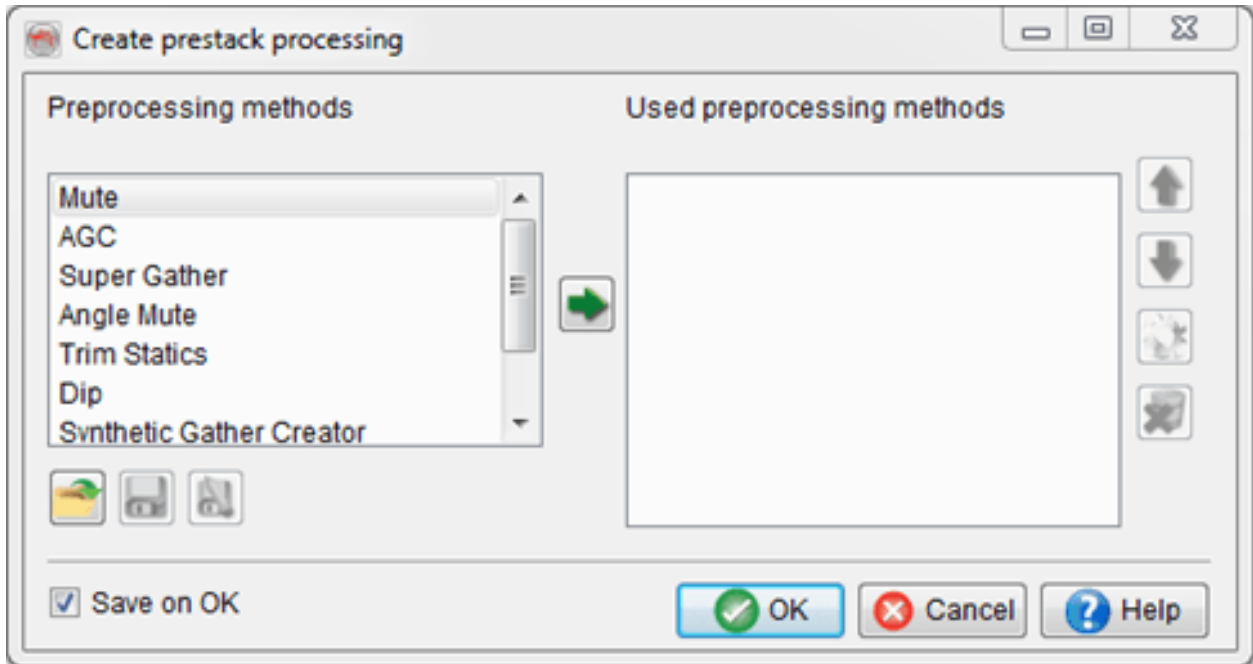 Create prestack processing
Preprocessing methods
Used preprocessing methods
Mute
AGC
Super Gather
Angle Mute
Trim Statics
Dip
Synthetic Gather Creator
Save on OK
OK
Cancel
Help